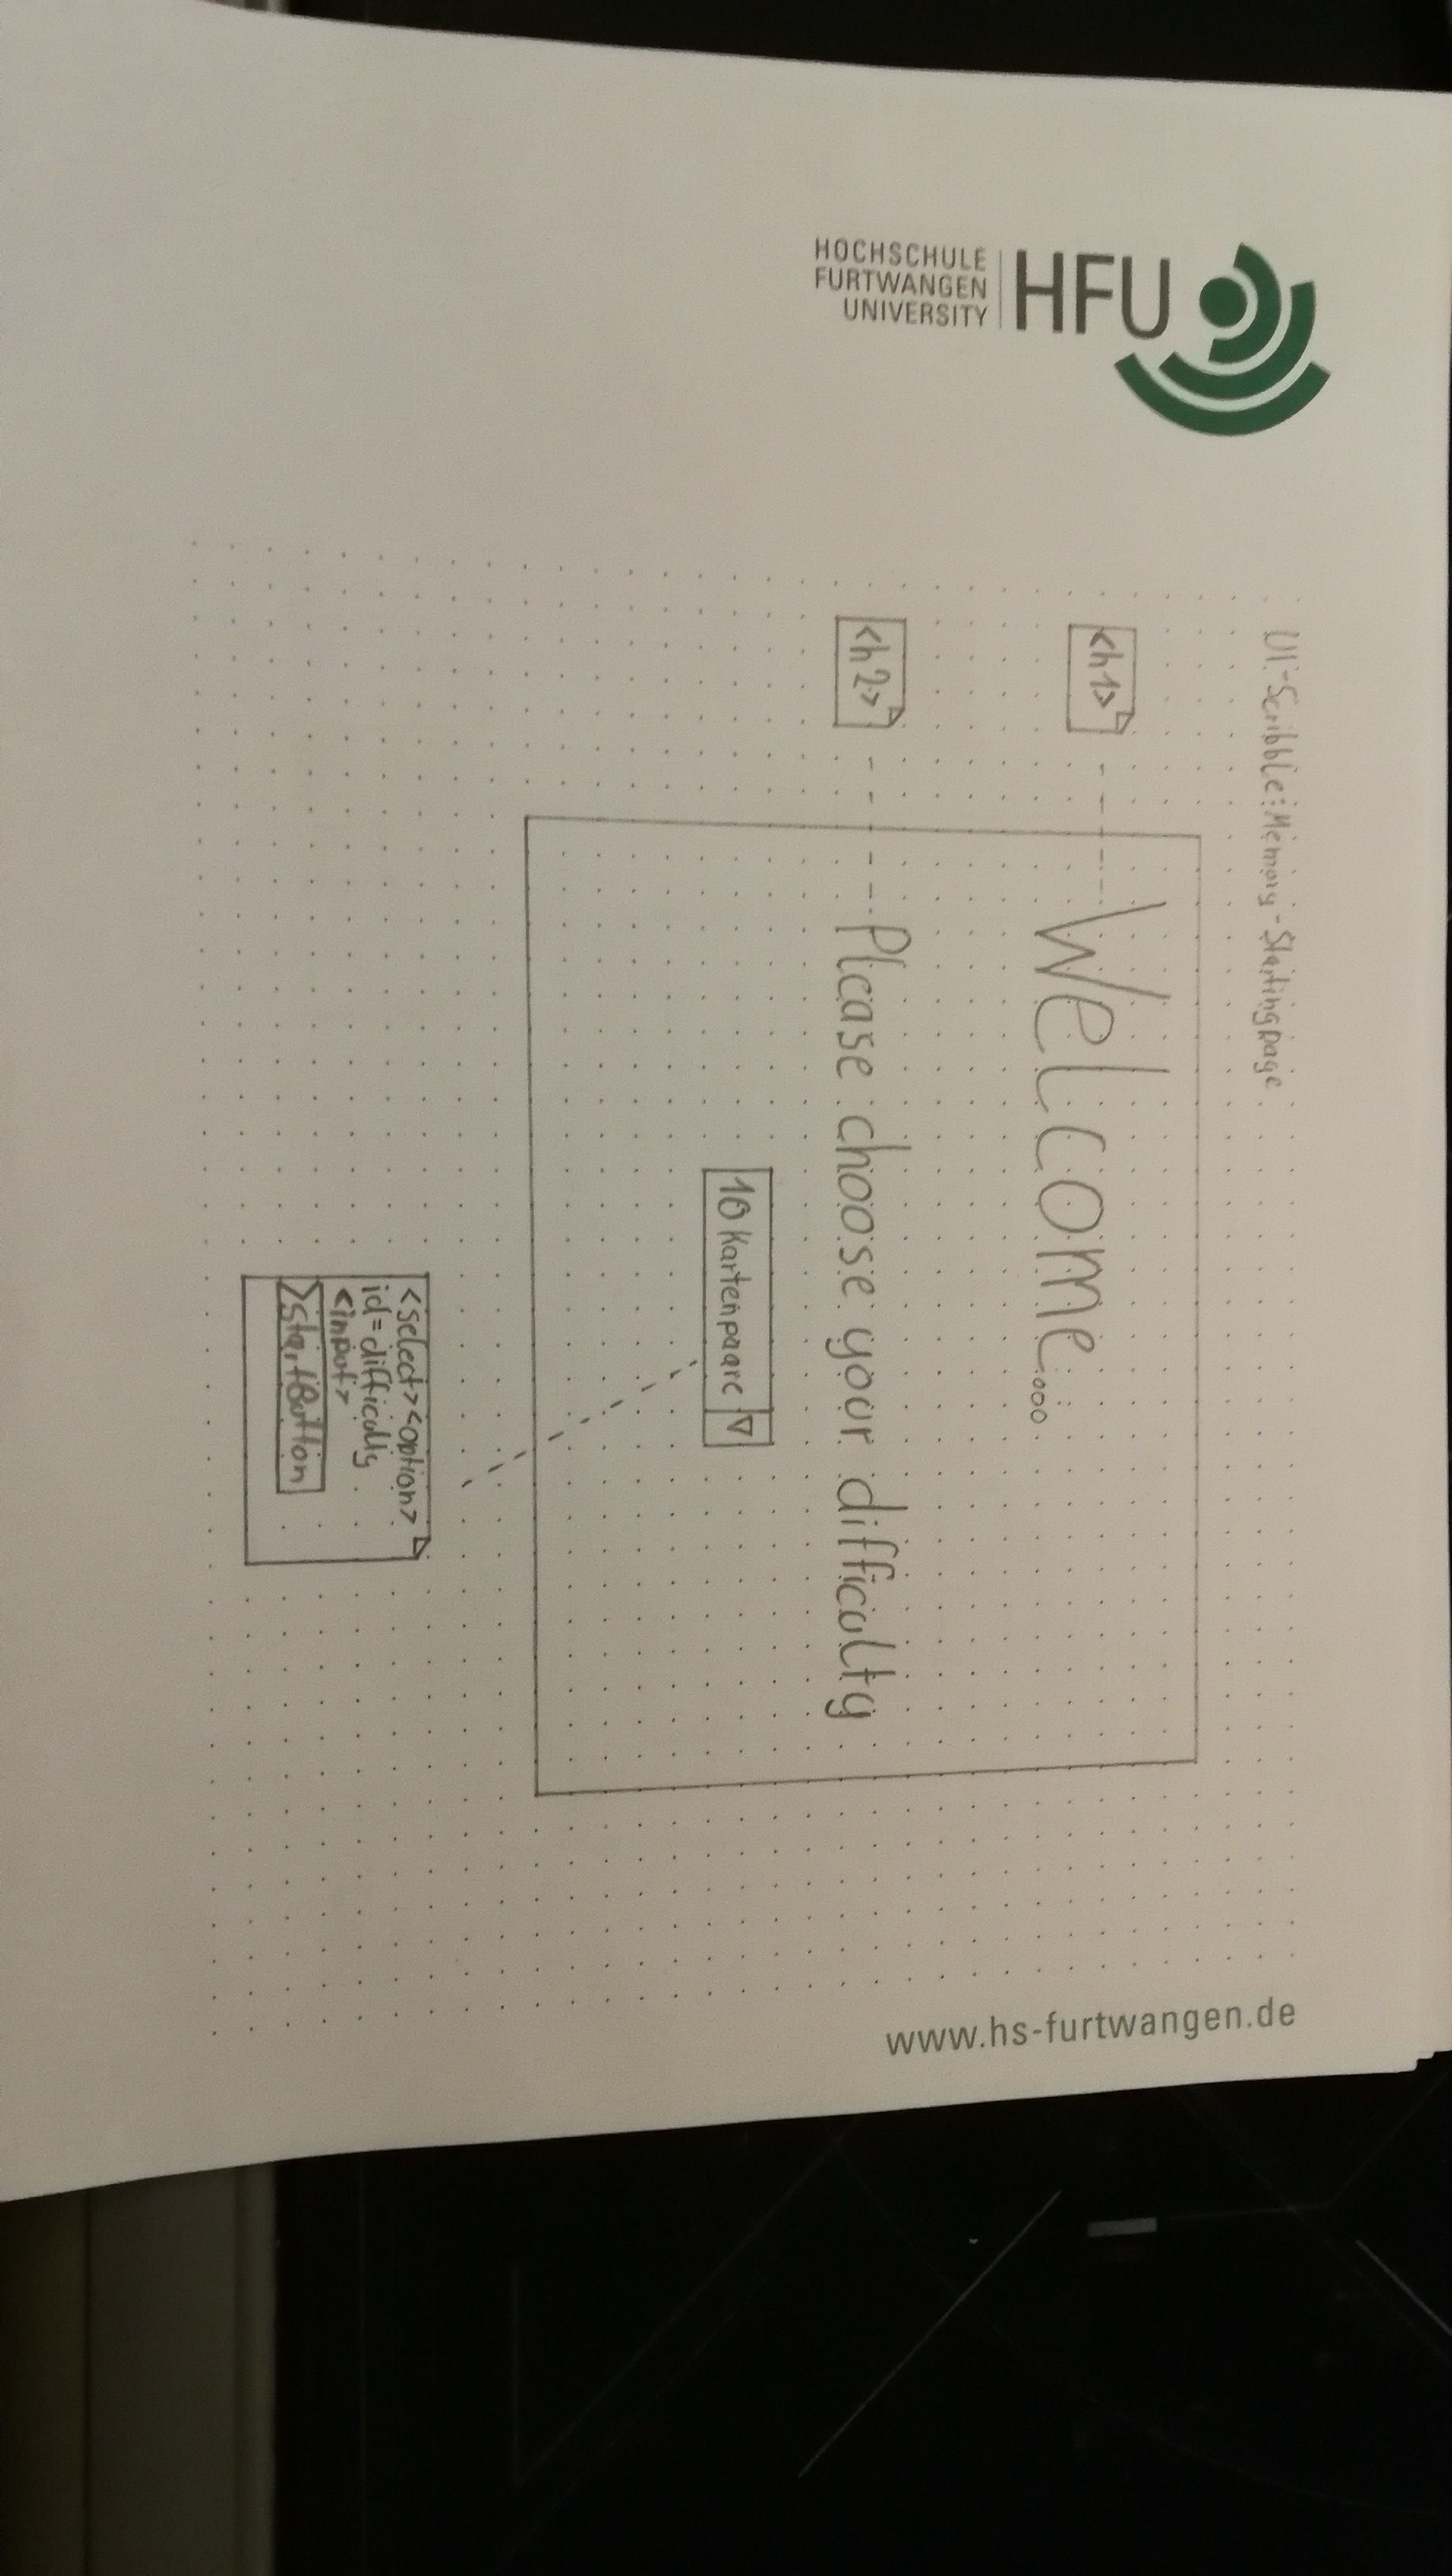 UI-Scribble: Memory-Startingpage
<h1>
Welcome...
<h2>
Please choose your difficulty
10 Kartenpaare
<select><option>
id=difficulty
<input>
startButton
HFU
HOCHSCHULE
FURTWANGEN
UNIVERSITY
www.hs-furtwangen.de